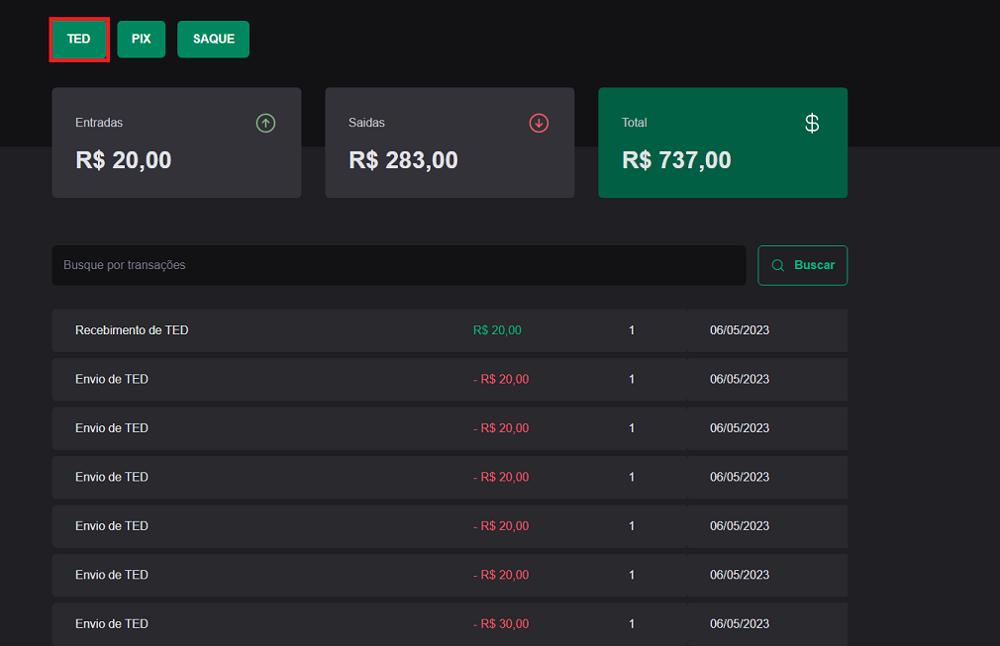 TED PIX SAQUE
Entradas Saidas Total
R$ 20,00 R$ 283,00 R$ 737,00
Busque por transações Buscar
Recebimento de TED R$ 20,00 1 06/05/2023
Envio de TED - R$ 20,00 1 06/05/2023
Envio de TED - R$ 20,00 1 06/05/2023
Envio de TED - R$ 20,00 1 06/05/2023
Envio de TED - R$ 20,00 1 06/05/2023
Envio de TED - R$ 20,00 1 06/05/2023
Envio de TED - R$ 30,00 1 06/05/2023